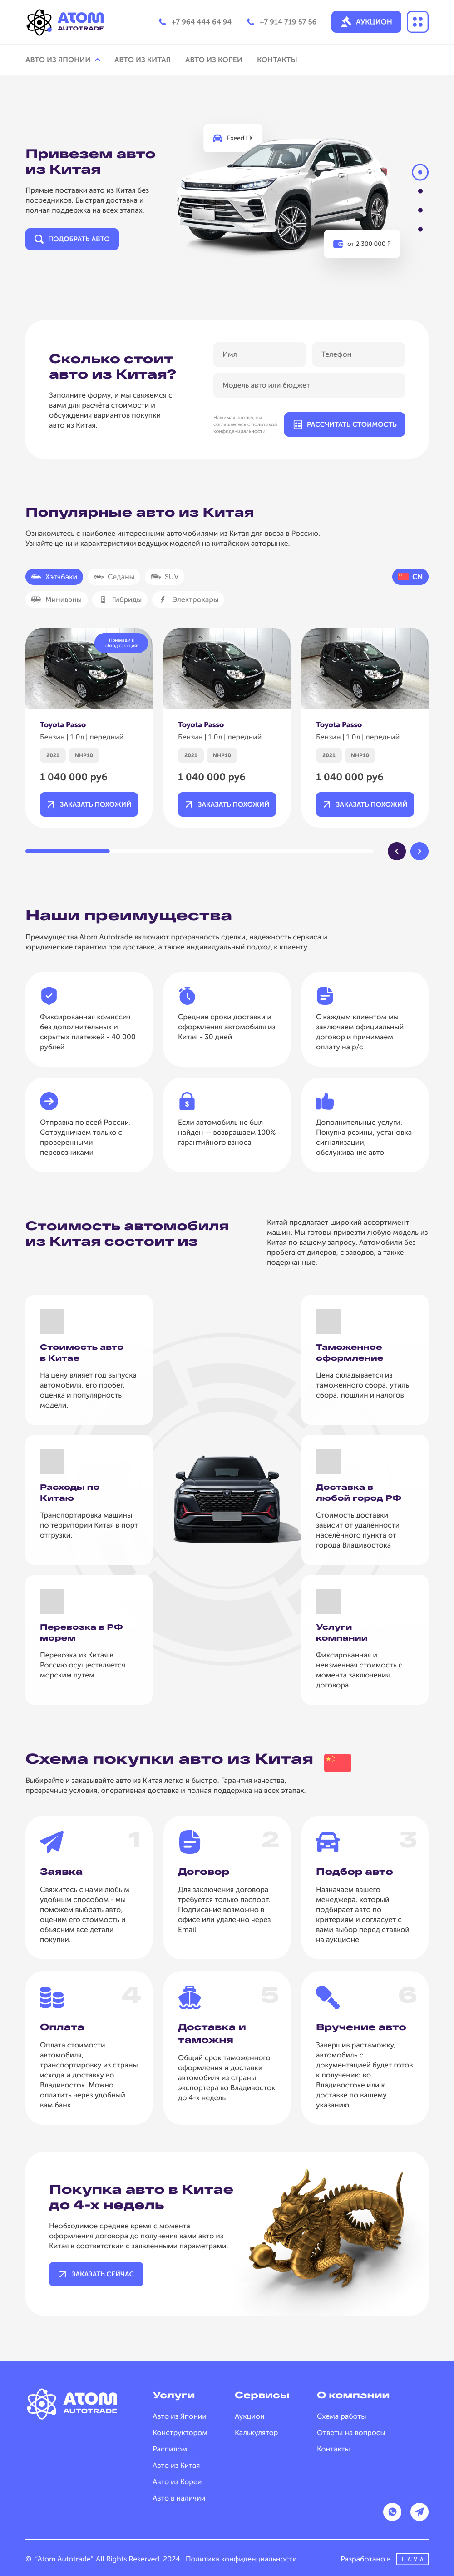 ATOM
AUTOTRADE
+7 964 444 64 94
+7 914 719 57 56
АУКЦИОН
АВТО ИЗ ЯПОНИИ
АВТО ИЗ КИТАЯ
АВТО ИЗ КОРЕИ
КОНТАКТЫ
Exeed LX
Привезем авто
из Китая
Прямые поставки авто из Китая без
посредников. Быстрая доставка и
полная поддержка на всех этапах.
ПОДОБРАТЬ АВТО
от 2 300 000 ₽
Сколько стоит
авто из Китая?
Заполните форму, и мы свяжемся с
вами для расчёта стоимости и
обсуждения вариантов покупки
авто из Китая.
Имя
Телефон
Модель авто или бюджет
Нажимая кнопку, вы
соглашаетесь с политикой
конфиденциальности
РАССЧИТАТЬ СТОИМОСТЬ
Популярные авто из Китая
Ознакомьтесь с наиболее интересными автомобилями из Китая для ввоза в Россию.
Узнайте цены и характеристики ведущих моделей на китайском авторынке.
Хэтчбэки
Седаны
SUV
CN
Минивэны
Гибриды
Электрокары
Привезем в
обход санкций!
Toyota Passo
Бензин | 1.0л | передний
2021
NHP10
1 040 000 руб
ЗАКАЗАТЬ ПОХОЖИЙ
Toyota Passo
Бензин | 1.0л | передний
2021
NHP10
1 040 000 руб
ЗАКАЗАТЬ ПОХОЖИЙ
Toyota Passo
Бензин | 1.0л | передний
2021
NHP10
1 040 000 руб
ЗАКАЗАТЬ ПОХОЖИЙ
Наши преимущества
Преимущества Atom Autotrade включают прозрачность сделки, надежность сервиса и
юридические гарантии при доставке, а также индивидуальный подход к клиенту.
Фиксированная комиссия
без дополнительных и
скрытых платежей - 40 000
рублей
Средние сроки доставки и
оформления автомобиля из
Китая - 30 дней
С каждым клиентом мы
заключаем официальный
договор и принимаем
оплату на р/с
Отправка по всей России.
Сотрудничаем только с
проверенными
перевозчиками
Если автомобиль не был
найден — возвращаем 100%
гарантийного взноса
Дополнительные услуги.
Покупка резины, установка
сигнализации,
обслуживание авто
Стоимость автомобиля
из Китая состоит из
Китай предлагает широкий ассортимент
машин. Мы готовы привезти любую модель из
Китая по вашему запросу. Автомобили без
пробега от дилеров, с заводов, а также
подержанные.
Стоимость авто
в Китае
На цену влияет год выпуска
автомобиля, его пробег,
оценка и популярность
модели.
Таможенное
оформление
Цена складывается из
таможенного сбора, утиль.
сбора, пошлин и налогов
Расходы по
Китаю
Транспортировка машины
по территории Китая в порт
отгрузки.
Доставка в
любой город РФ
Стоимость доставки
зависит от удалённости
населённого пункта от
города Владивостока
Перевозка в РФ
морем
Перевозка из Китая в
Россию осуществляется
морским путем.
Услуги
компании
Фиксированная и
неизменная стоимость с
момента заключения
договора
Схема покупки авто из Китая
Выбирайте и заказывайте авто из Китая легко и быстро. Гарантия качества,
прозрачные условия, оперативная доставка и полная поддержка на всех этапах.
1
Заявка
Свяжитесь с нами любым
удобным способом - мы
поможем выбрать авто,
оценим его стоимость и
объясним все детали
покупки.
2
Договор
Для заключения договора
требуется только паспорт.
Подписание возможно в
офисе или удаленно через
Email.
3
Подбор авто
Назначаем вашего
менеджера, который
подбирает авто по
критериям и согласует с
вами выбор перед ставкой
на аукционе.
4
Оплата
Оплата стоимости
автомобиля,
транспортировку из страны
исхода и доставку во
Владивосток. Можно
оплатить через удобный
вам банк.
5
Доставка и
таможня
Общий срок таможенного
оформления и доставки
автомобиля из страны
экспортера во Владивосток
до 4-х недель
6
Вручение авто
Завершив растаможку,
автомобиль с
документацией будет готов
к получению во
Владивостоке или к
доставке по вашему
указанию.
Покупка авто в Китае
до 4-х недель
Необходимое среднее время с момента
оформления договора до получения вами авто из
Китая в соответствии с заявленными параметрами.
ЗАКАЗАТЬ СЕЙЧАС
ATOM
AUTOTRADE
Услуги
Авто из Японии
Конструктором
Распилом
Авто из Китая
Авто из Кореи
Авто в наличии
Сервисы
Аукцион
Калькулятор
О компании
Схема работы
Ответы на вопросы
Контакты
© "Atom Autotrade". All Rights Reserved. 2024 | Политика конфиденциальности
Разработано в
LAVA